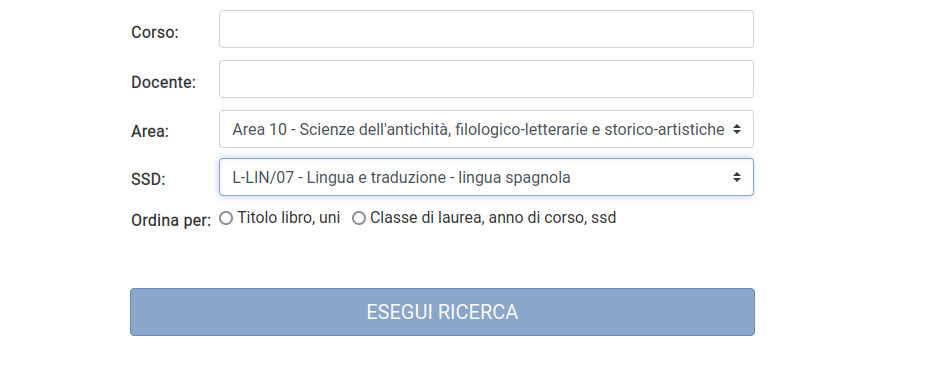 Corso:
Docente:
Area: Area 10 - Scienze dell'antichità, filologico-letterarie e storico-artistiche
SSD: L-LIN/07 - Lingua e traduzione - lingua spagnola
Ordina per: Titolo libro, uni Classe di laurea, anno di corso, ssd
ESEGUI RICERCA